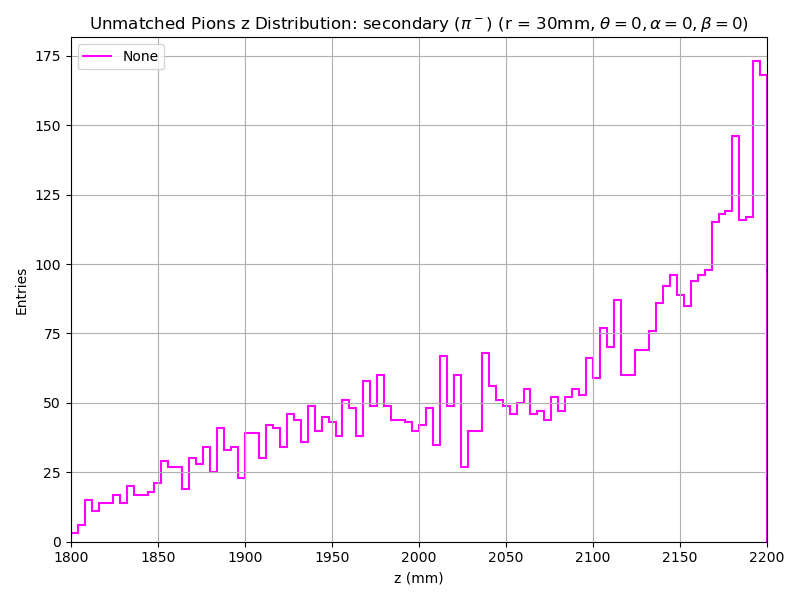 Unmatched Pions z Distribution: secondary (π⁻) (r = 30mm, θ = 0, α = 0, β = 0)
None
175
150
125
100
75
50
25
0
Entries
1800 1850 1900 1950 2000 2050 2100 2150 2200
z (mm)